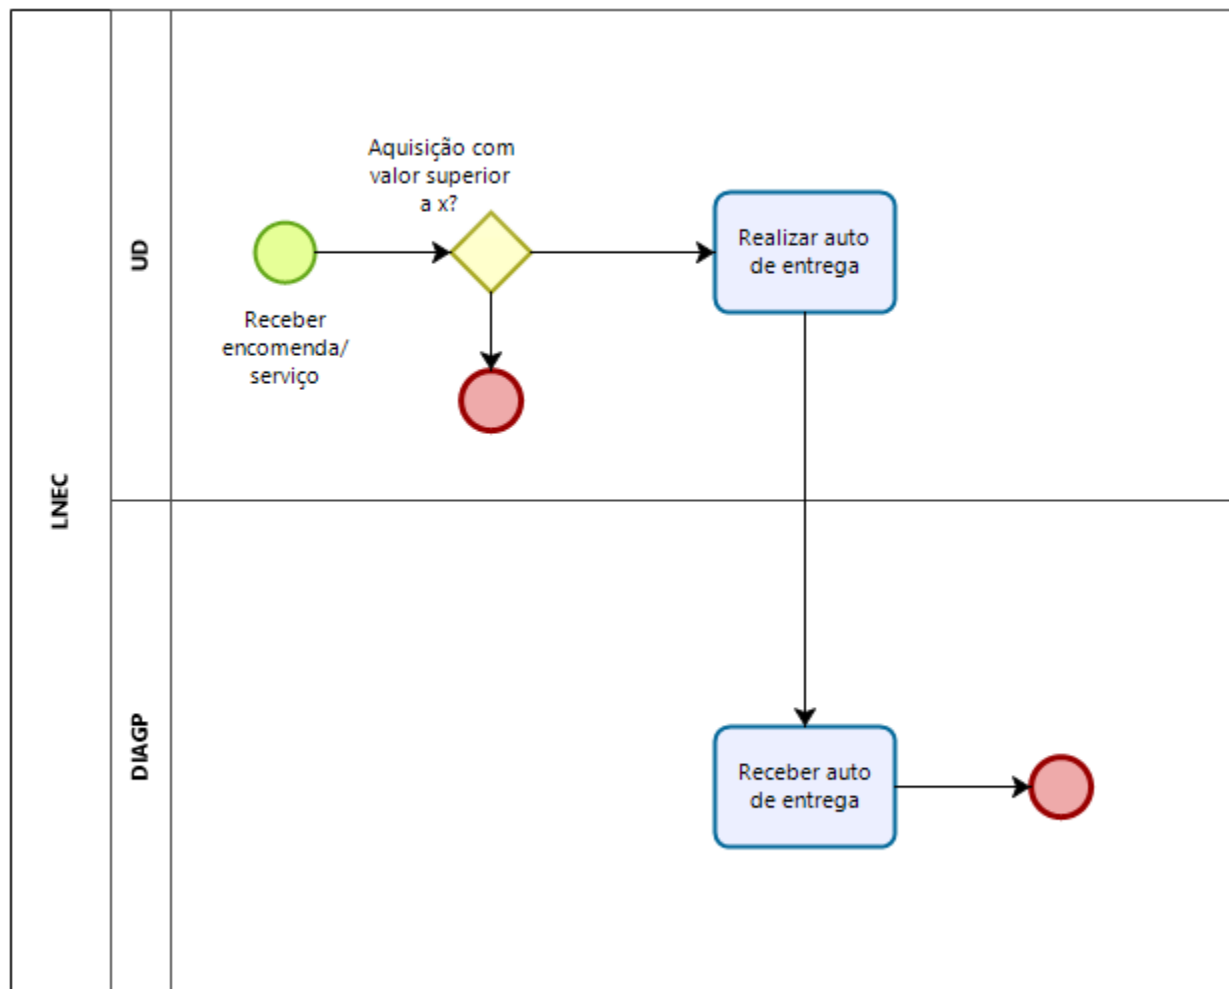 LNEC
UD
Aquisição com
valor superior
a x?
Receber
encomenda/
serviço
Realizar auto
de entrega
DIAGP
Receber auto
de entrega